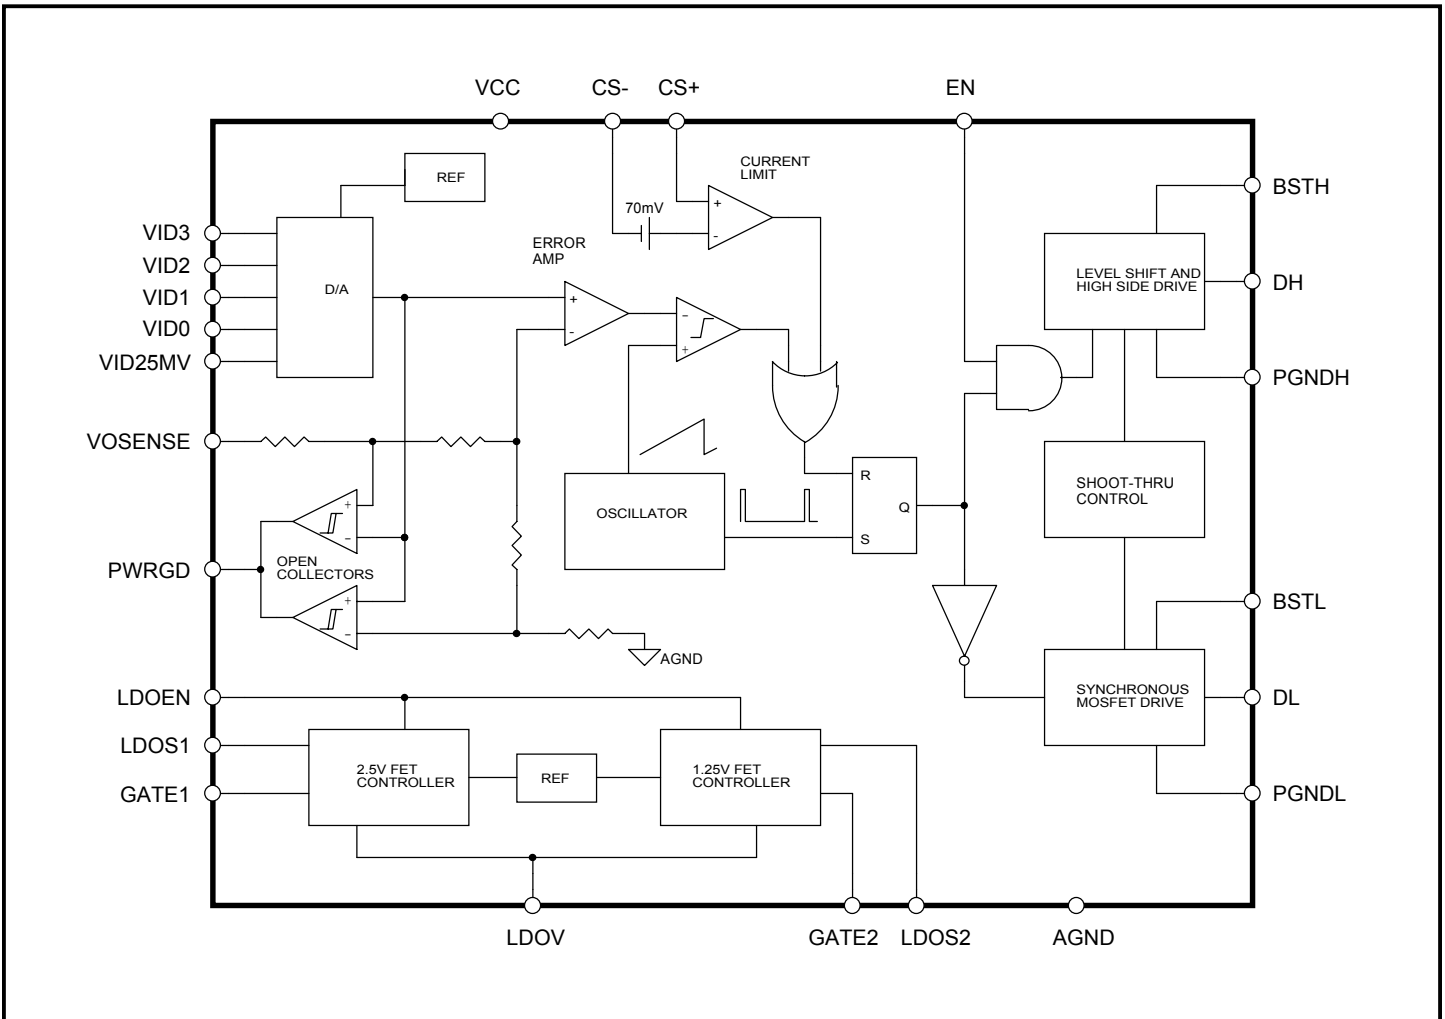 VCC
CS-
CS+
EN
CURRENT
LIMIT
REF
BSTH
70mV
VID3
VID2
VID1
VID0
VID25MV
D/A
ERROR
AMP
+
-
+
-
-
+
LEVEL SHIFT AND
HIGH SIDE DRIVE
DH
PGNDH
VOSENSE
OSCILLATOR
R
S
Q
SHOOT-THRU
CONTROL
+
-
OPEN
COLLECTORS
PWRGD
+
-
AGND
BSTL
SYNCHRONOUS
MOSFET DRIVE
DL
PGNDL
LDOEN
LDOS1
GATE1
2.5V FET
CONTROLLER
REF
1.25V FET
CONTROLLER
LDOV
GATE2
LDOS2
AGND